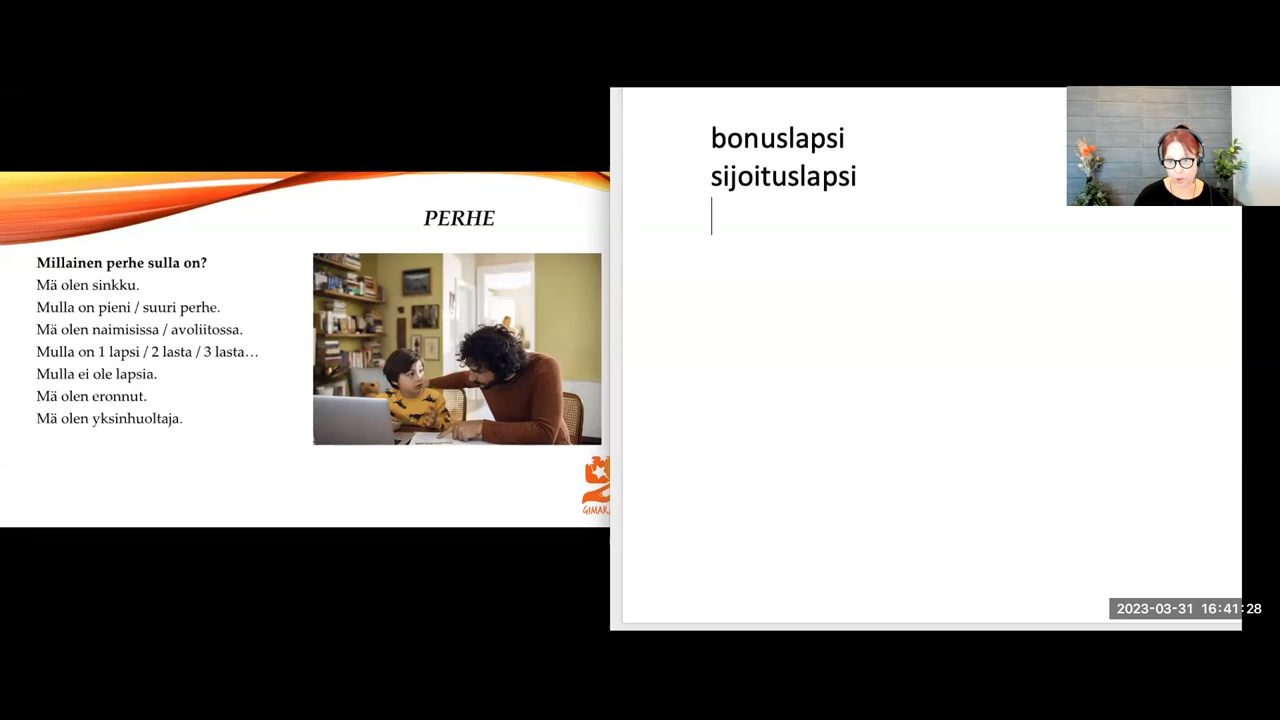 PERHE
Millainen perhe sulla on?
Mä olen sinkku.
Mulla on pieni / suuri perhe.
Mä olen naimisissa / avoliitossa.
Mulla on 1 lapsi / 2 lasta / 3 lasta…
Mulla ei ole lapsia.
Mä olen eronnut.
Mä olen yksinhuoltaja.
bonuslapsi
sijoituslapsi
2023-03-31 16:41:28